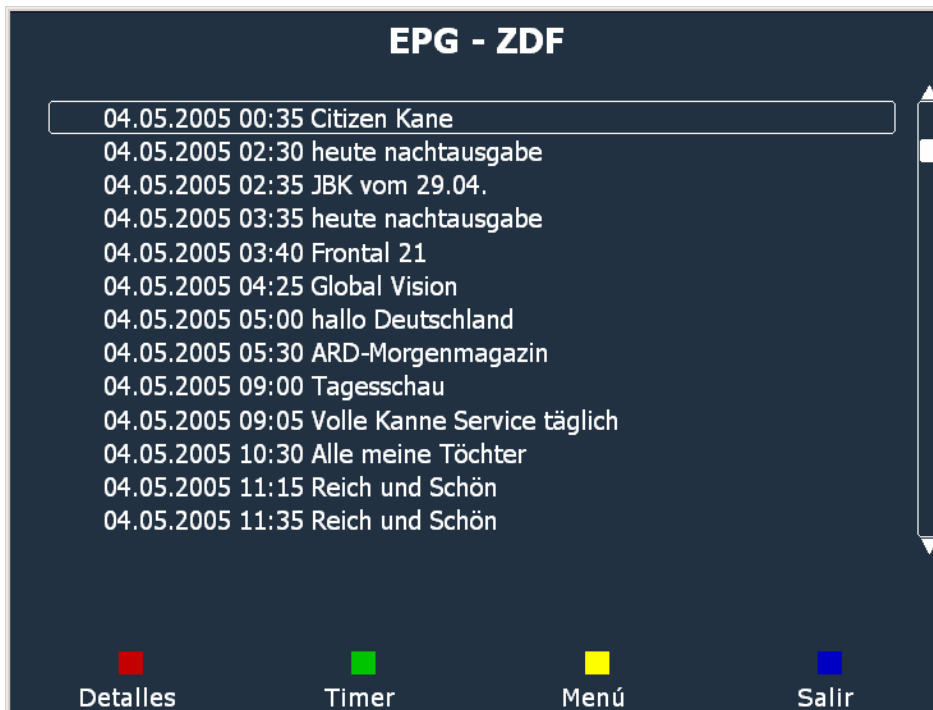 EPG - ZDF
04.05.2005 00:35 Citizen Kane
04.05.2005 02:30 heute nachtausgabe
04.05.2005 02:35 JBK vom 29.04.
04.05.2005 03:35 heute nachtausgabe
04.05.2005 03:40 Frontal 21
04.05.2005 04:25 Global Vision
04.05.2005 05:00 hallo Deutschland
04.05.2005 05:30 ARD-Morgenmagazin
04.05.2005 09:00 Tagesschau
04.05.2005 09:05 Volle Kanne Service täglich
04.05.2005 10:30 Alle meine Töchter
04.05.2005 11:15 Reich und Schön
04.05.2005 11:35 Reich und Schön
Detalles Timer Menú Salir